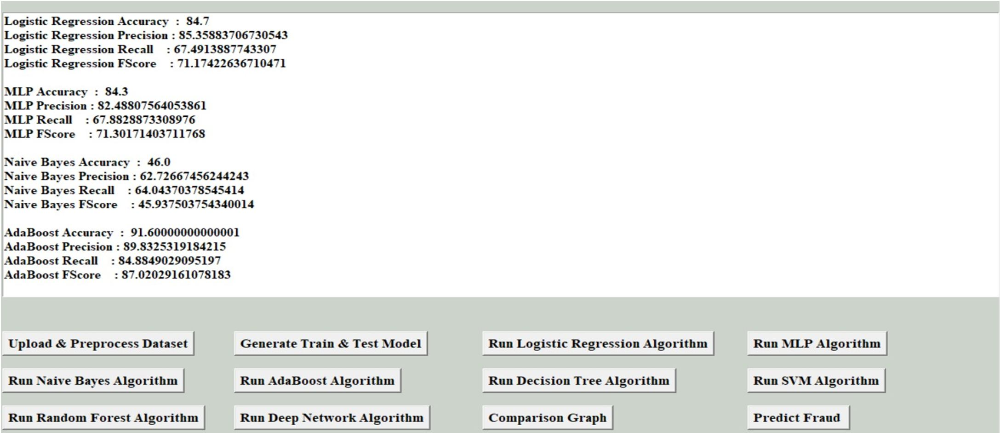 Logistic Regression Accuracy : 84.7
Logistic Regression Precision : 85.35883706730543
Logistic Regression Recall : 67.4913887743307
Logistic Regression FScore : 71.17422636710471
MLP Accuracy : 84.3
MLP Precision : 82.48807564053861
MLP Recall : 67.8828873308976
MLP FScore : 71.30171403711768
Naive Bayes Accuracy : 46.0
Naive Bayes Precision : 62.72667456244243
Naive Bayes Recall : 64.04370378545414
Naive Bayes FScore : 45.937503754340014
AdaBoost Accuracy : 91.60000000000001
AdaBoost Precision : 89.8325319184215
AdaBoost Recall : 84.8849029095197
AdaBoost FScore : 87.02029161078183
Upload & Preprocess Dataset
Generate Train & Test Model
Run Logistic Regression Algorithm
Run MLP Algorithm
Run Naive Bayes Algorithm
Run AdaBoost Algorithm
Run Decision Tree Algorithm
Run SVM Algorithm
Run Random Forest Algorithm
Run Deep Network Algorithm
Comparison Graph
Predict Fraud